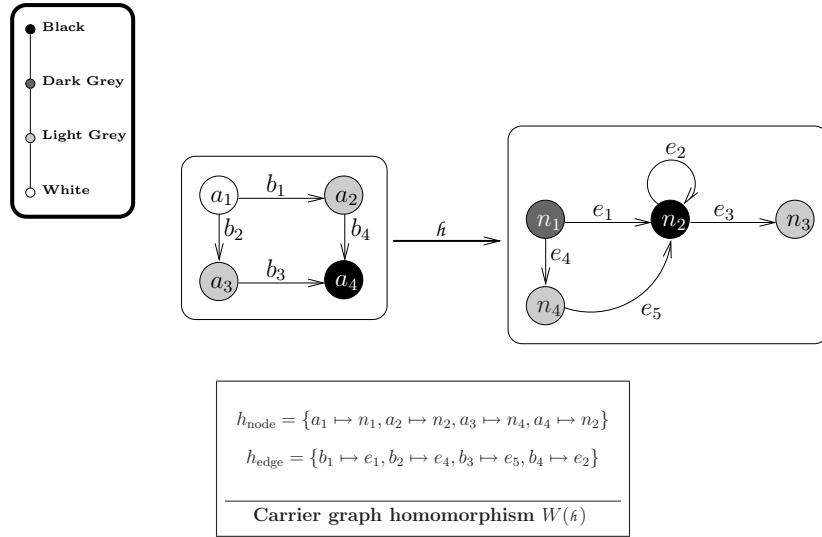 Black
Dark Grey
Light Grey
White
a₁ b₁ a₂
b₂ b₄
a₃ b₃ a₄
h
e₂
n₁ e₁ n₂ e₃ n₃
e₄
n₄ e₅
h_node = {a₁ ↦ n₁, a₂ ↦ n₂, a₃ ↦ n₄, a₄ ↦ n₂}
h_edge = {b₁ ↦ e₁, b₂ ↦ e₄, b₃ ↦ e₅, b₄ ↦ e₂}
Carrier graph homomorphism W(h)